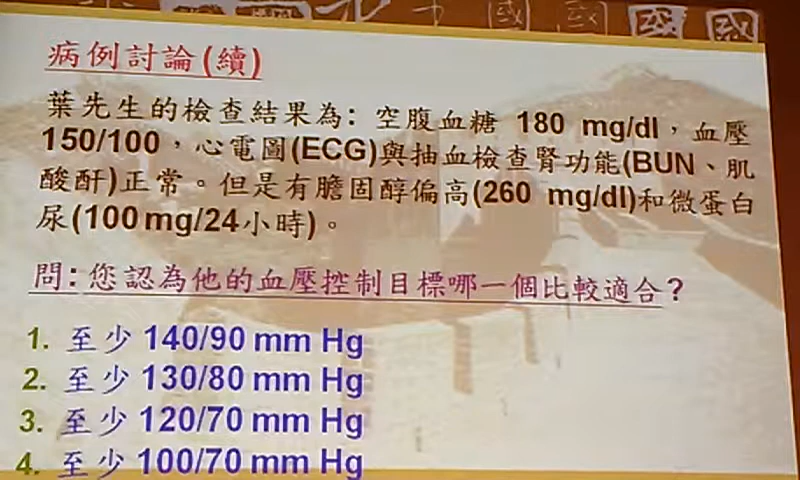 國 國 國 國
病例討論(續)
葉先生的檢查結果為: 空腹血糖 180 mg/dl，血壓
150/100，心電圖(ECG)與抽血檢查腎功能(BUN、肌
酸酐)正常。但是有膽固醇偏高(260 mg/dl)和微蛋白
尿(100mg/24小時)。
問:您認為他的血壓控制目標哪一個比較適合?
1. 至少 140/90 mm Hg
2. 至少 130/80 mm Hg
3. 至少 120/70 mm Hg
4. 至少 100/70 mm Hg